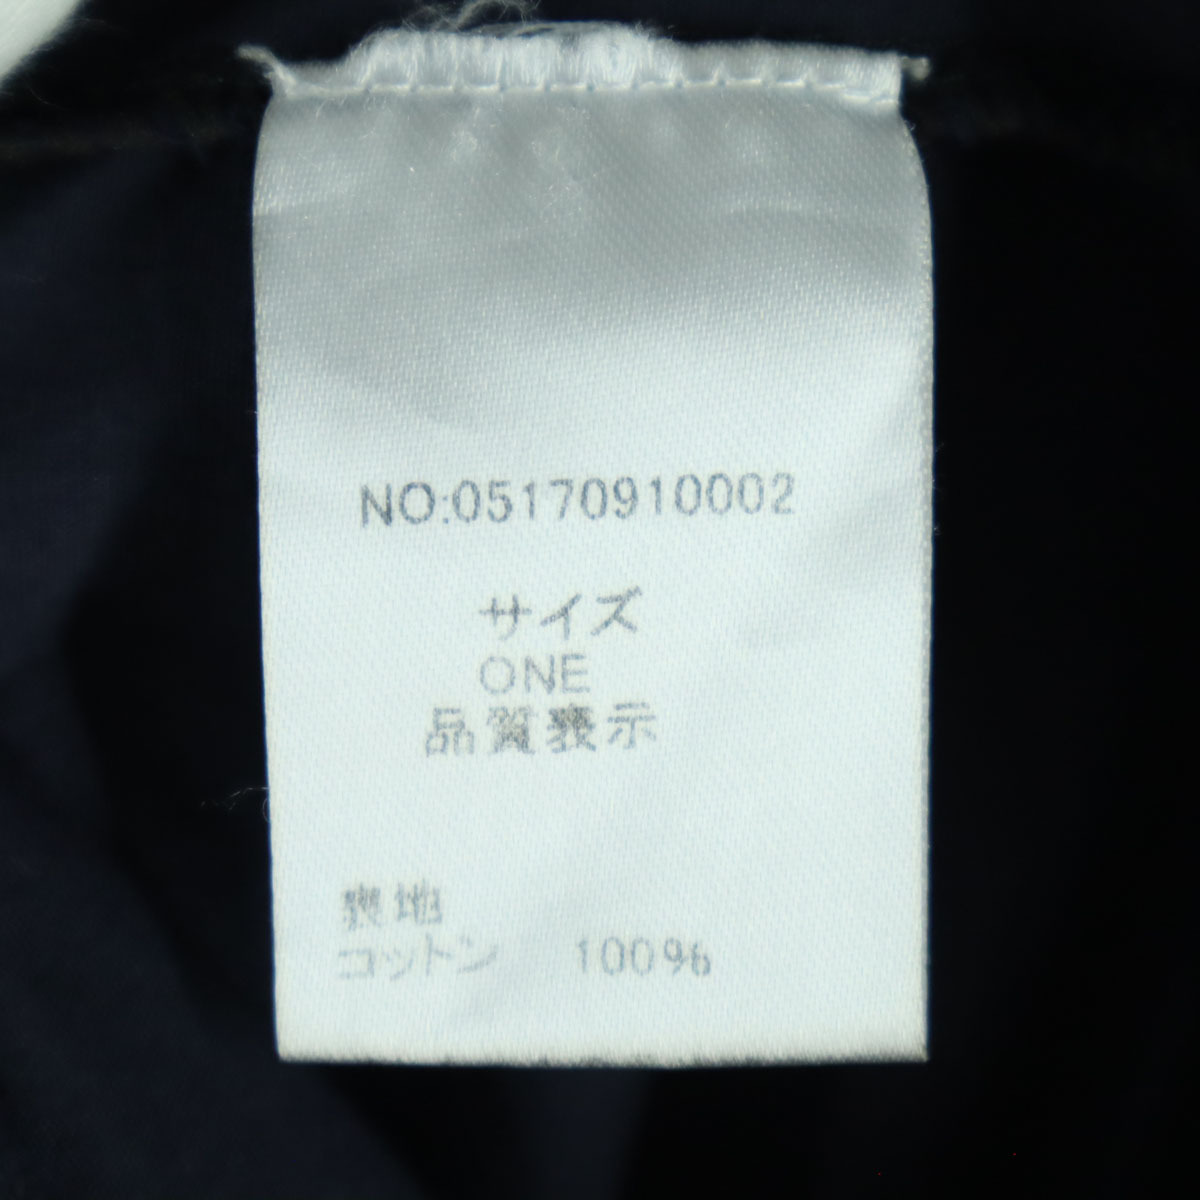 NO:05170910002
サイズ
ONE
品質表示
表地
コットン 100%